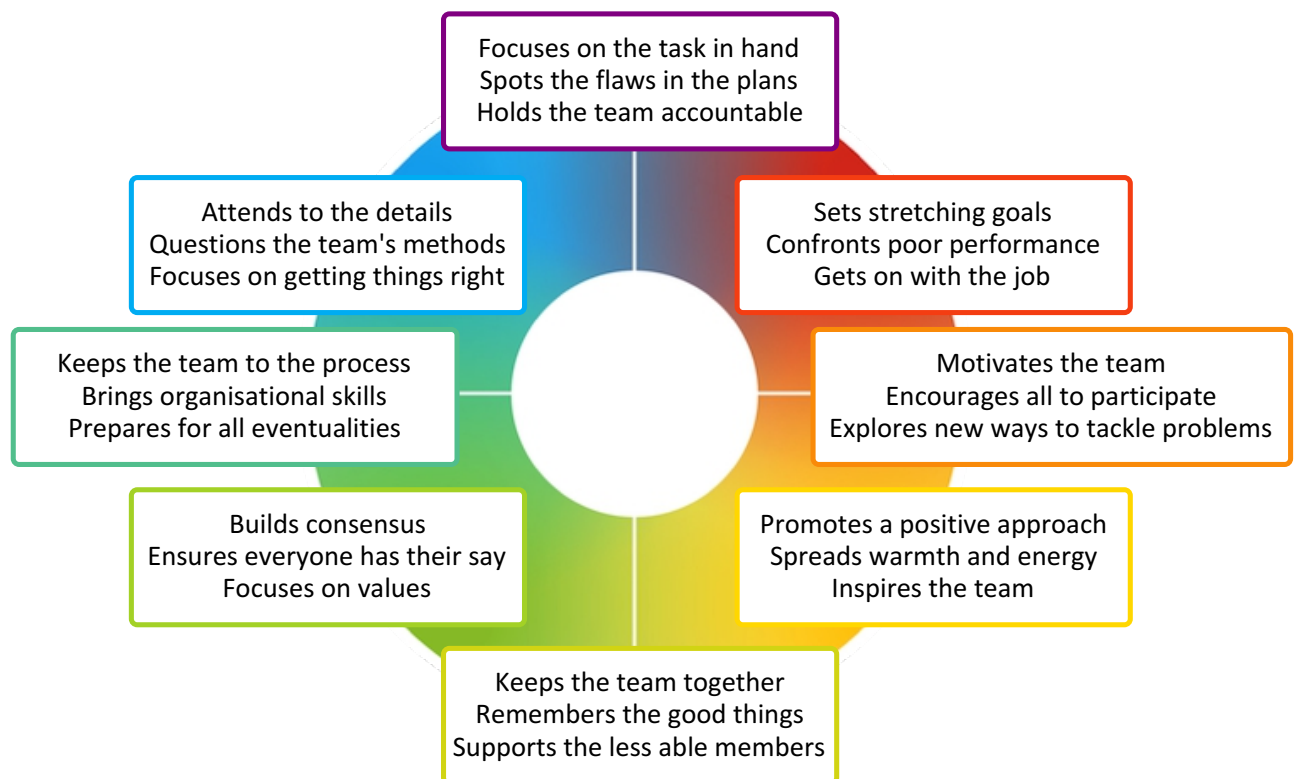 Focuses on the task in hand
Spots the flaws in the plans
Holds the team accountable
Attends to the details
Questions the team's methods
Focuses on getting things right
Sets stretching goals
Confronts poor performance
Gets on with the job
Keeps the team to the process
Brings organisational skills
Prepares for all eventualities
Motivates the team
Encourages all to participate
Explores new ways to tackle problems
Builds consensus
Ensures everyone has their say
Focuses on values
Promotes a positive approach
Spreads warmth and energy
Inspires the team
Keeps the team together
Remembers the good things
Supports the less able members